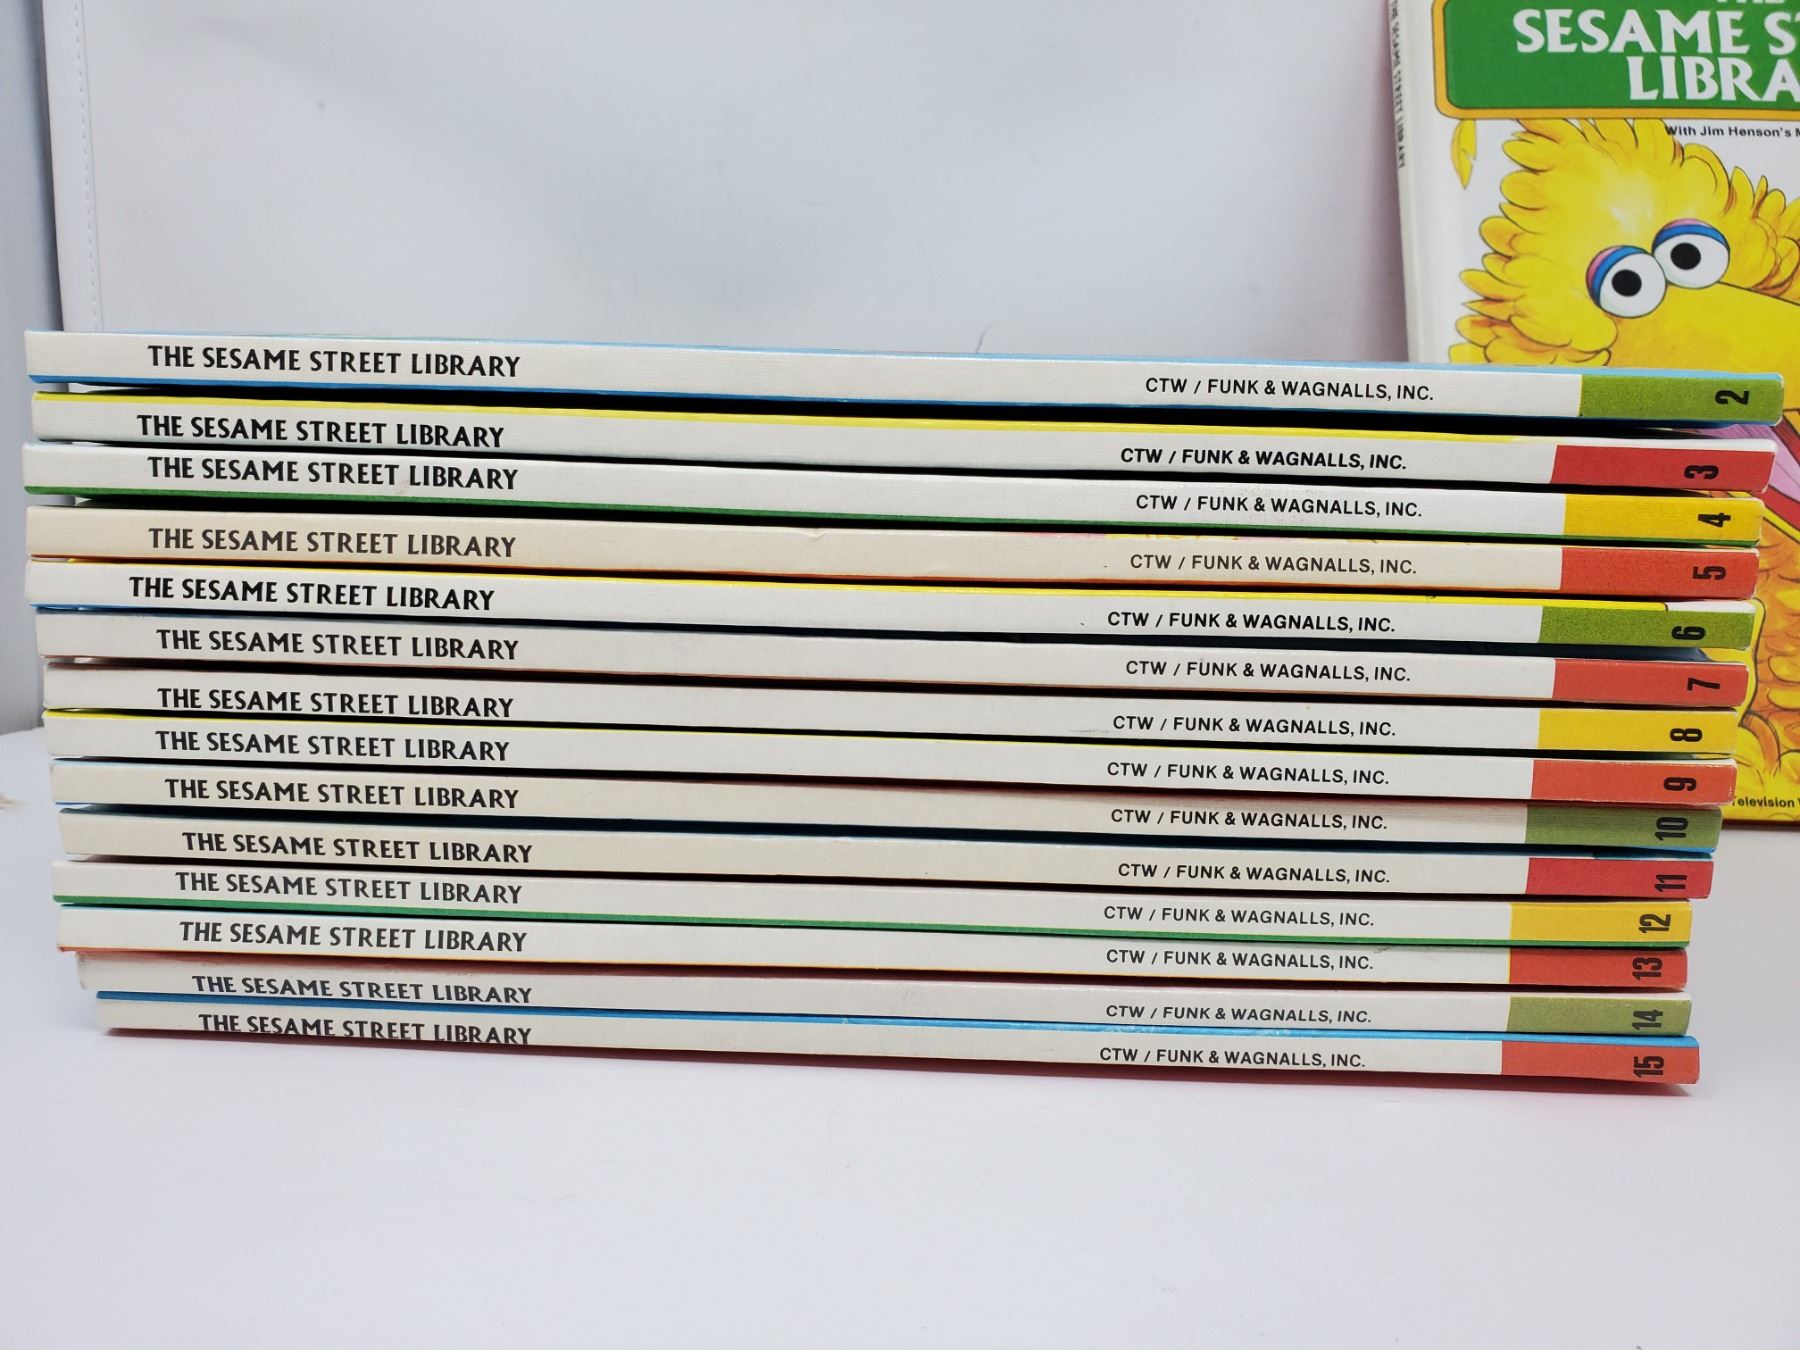 SESAME S
LIBRA
With Jim Henson's M
THE SESAME STREET LIBRARY CTW / FUNK & WAGNALLS, INC. 2
THE SESAME STREET LIBRARY CTW / FUNK & WAGNALLS, INC. 3
THE SESAME STREET LIBRARY CTW / FUNK & WAGNALLS, INC. 4
THE SESAME STREET LIBRARY CTW / FUNK & WAGNALLS, INC. 5
THE SESAME STREET LIBRARY CTW / FUNK & WAGNALLS, INC. 6
THE SESAME STREET LIBRARY CTW / FUNK & WAGNALLS, INC. 7
THE SESAME STREET LIBRARY CTW / FUNK & WAGNALLS, INC. 8
THE SESAME STREET LIBRARY CTW / FUNK & WAGNALLS, INC. 9
THE SESAME STREET LIBRARY CTW / FUNK & WAGNALLS, INC. 10
THE SESAME STREET LIBRARY CTW / FUNK & WAGNALLS, INC. 11
THE SESAME STREET LIBRARY CTW / FUNK & WAGNALLS, INC. 12
THE SESAME STREET LIBRARY CTW / FUNK & WAGNALLS, INC. 13
THE SESAME STREET LIBRARY CTW / FUNK & WAGNALLS, INC. 14
THE SESAME STREET LIBRARY CTW / FUNK & WAGNALLS, INC. 15
elevision